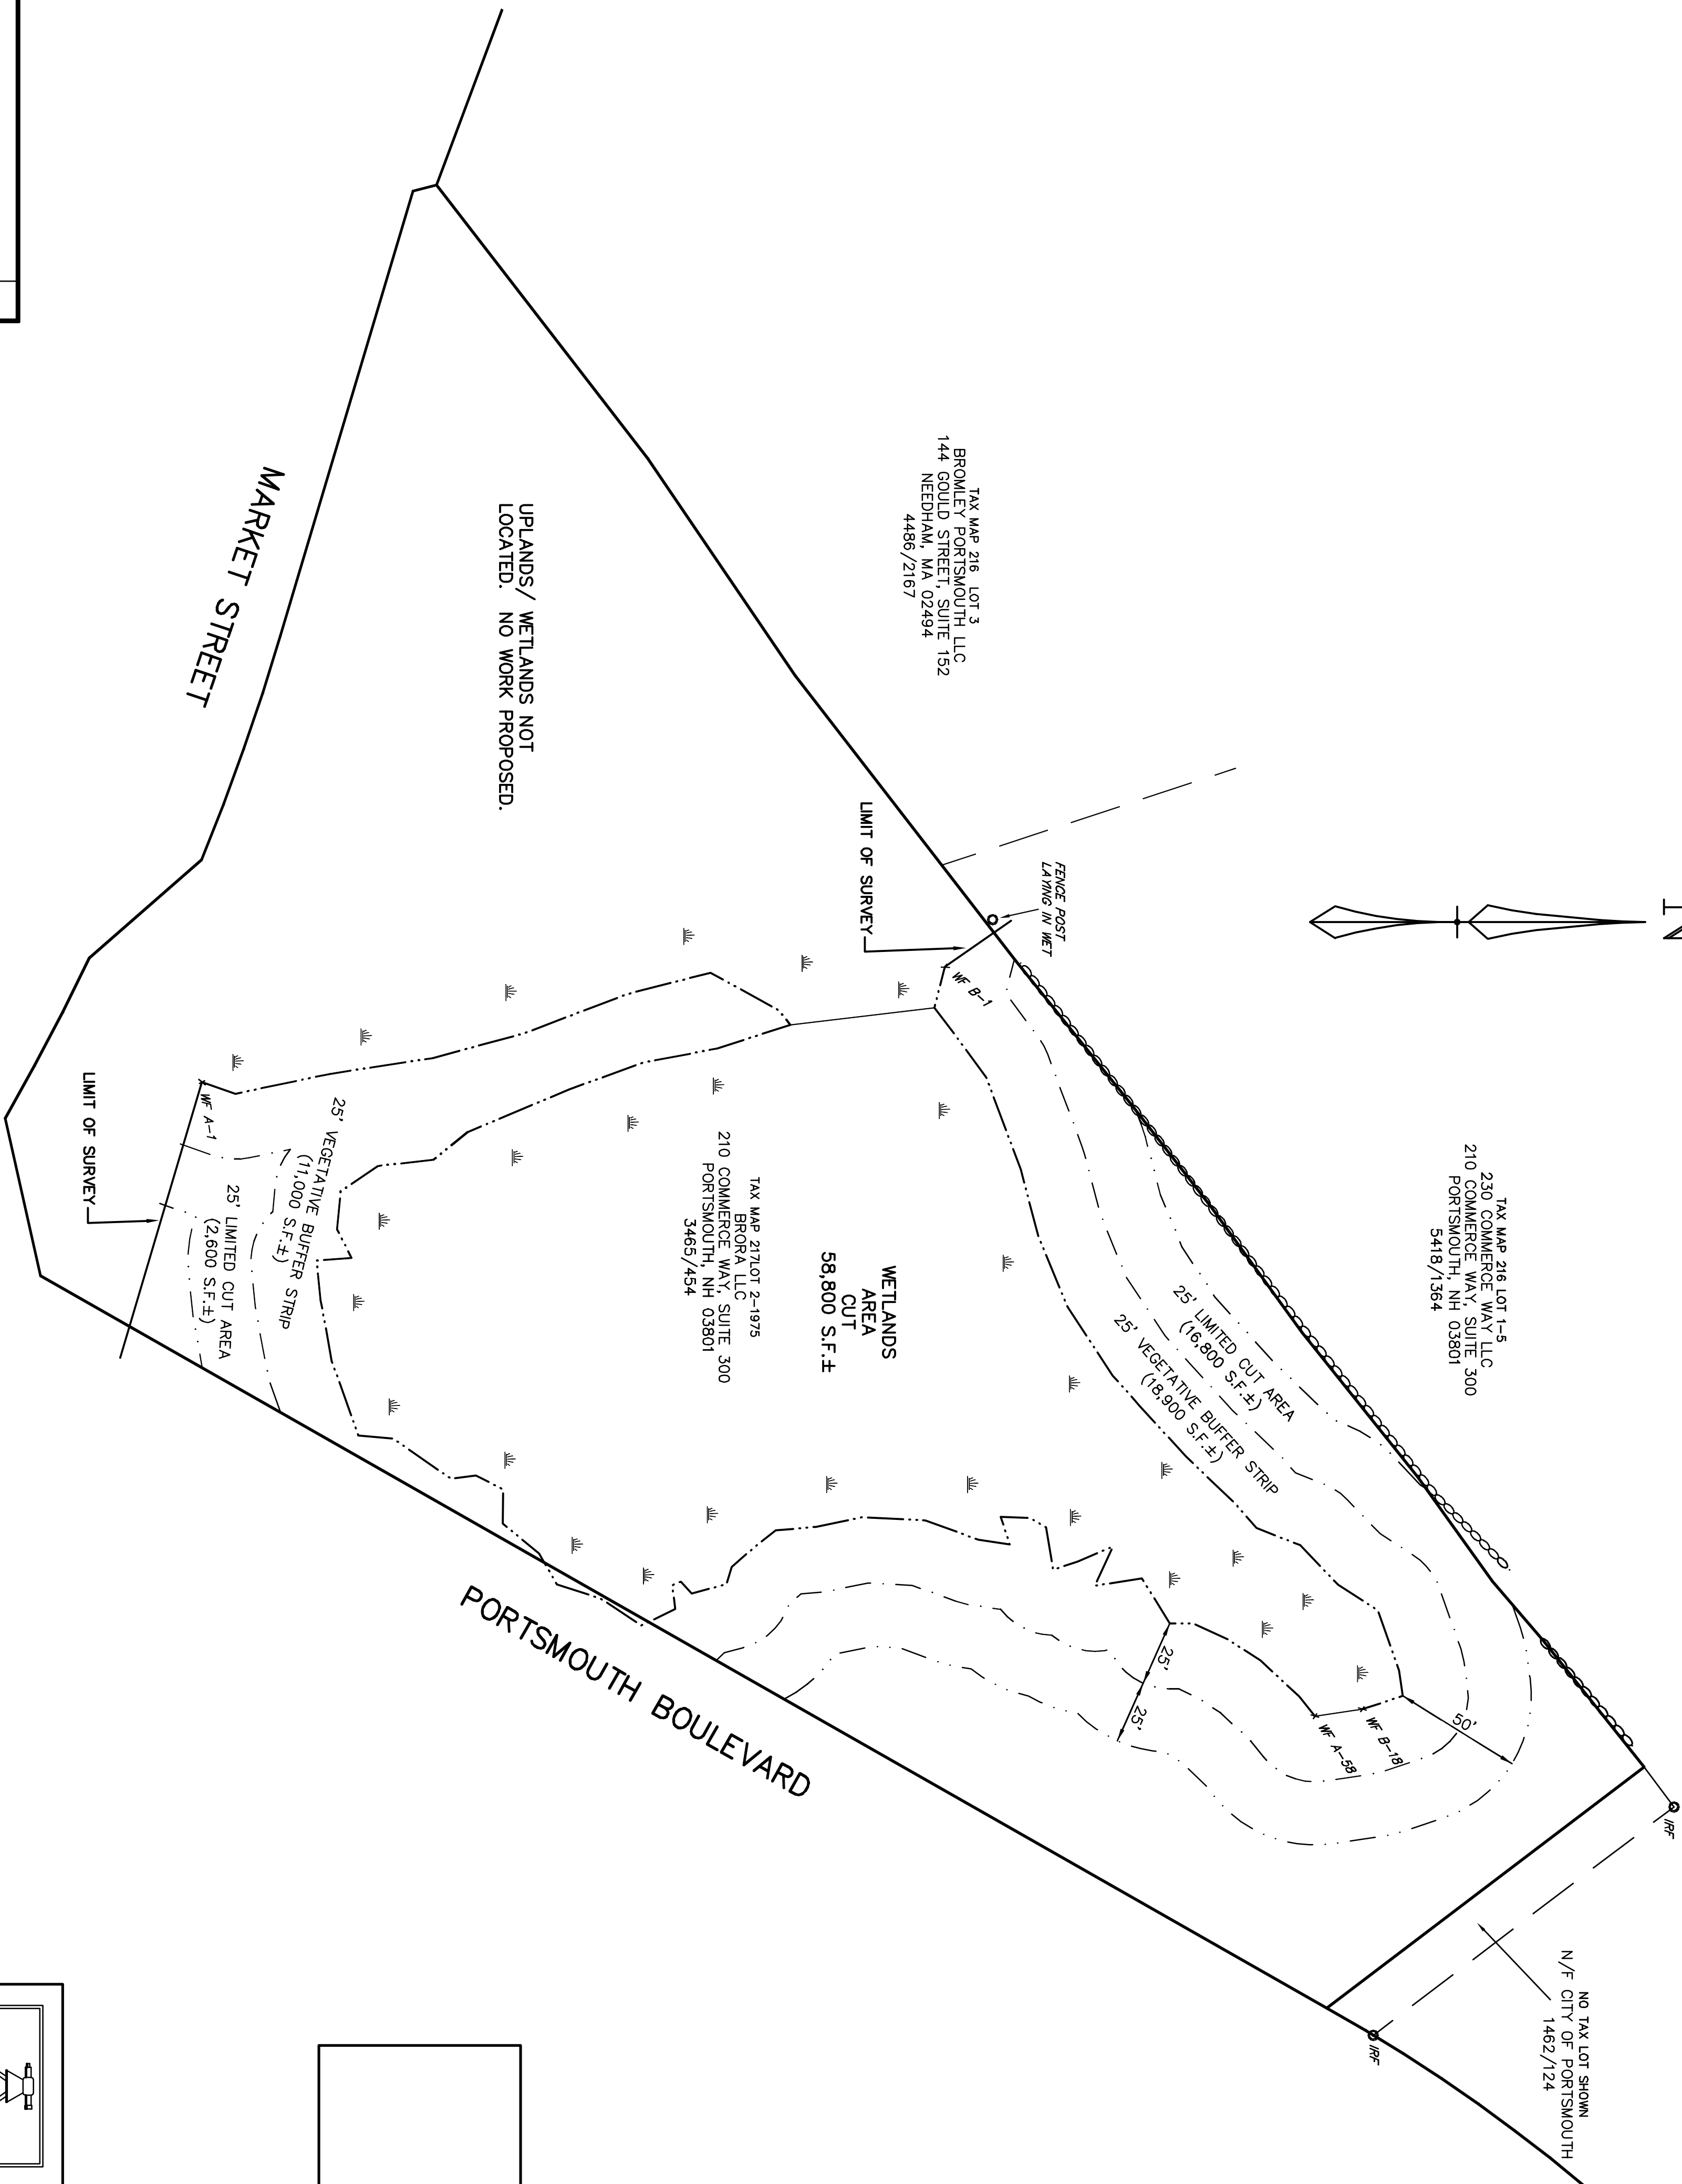 N
NO TAX LOT SHOWN
N/F CITY OF PORTSMOUTH
1462/124
IRF
IRF
TAX MAP 216 LOT 1-5
230 COMMERCE WAY LLC
210 COMMERCE WAY, SUITE 300
PORTSMOUTH, NH 03801
5418/1364
50'
WF B-18
WF A-58
25' LIMITED CUT AREA
(16,800 S.F.±)
25' VEGETATIVE BUFFER STRIP
(18,900 S.F.±)
25'
25'
FENCE POST
LAYING IN WET
WF B-1
TAX MAP 216 LOT 3
BROMLEY PORTSMOUTH LLC
144 GOULD STREET, SUITE 152
NEEDHAM, MA 02494
4486/2167
LIMIT OF SURVEY
WETLANDS
AREA
CUT
58,800 S.F.±
TAX MAP 217LOT 2-1975
BRORA LLC
210 COMMERCE WAY, SUITE 300
PORTSMOUTH, NH 03801
3465/454
PORTSMOUTH BOULEVARD
UPLANDS/ WETLANDS NOT
LOCATED. NO WORK PROPOSED.
25' VEGETATIVE BUFFER STRIP
(11,000 S.F.±)
25' LIMITED CUT AREA
(2,600 S.F.±)
WF A-1
MARKET STREET
LIMIT OF SURVEY